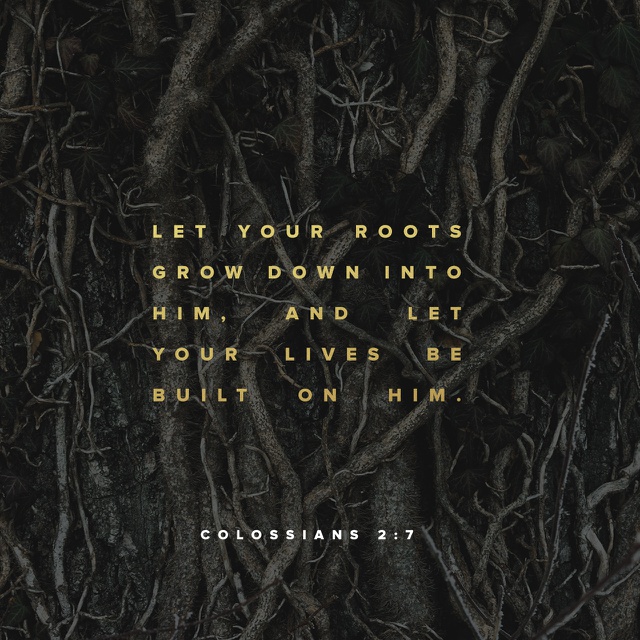 LET YOUR ROOTS
GROW DOWN INTO
HIM, AND LET
YOUR LIVES BE
BUILT ON HIM.
COLOSSIANS 2:7